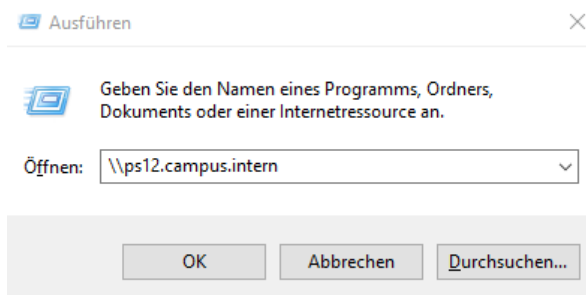 Ausführen
Geben Sie den Namen eines Programms, Ordners,
Dokuments oder einer Internetressource an.
Öffnen: \\ps12.campus.intern
OK Abbrechen Durchsuchen...